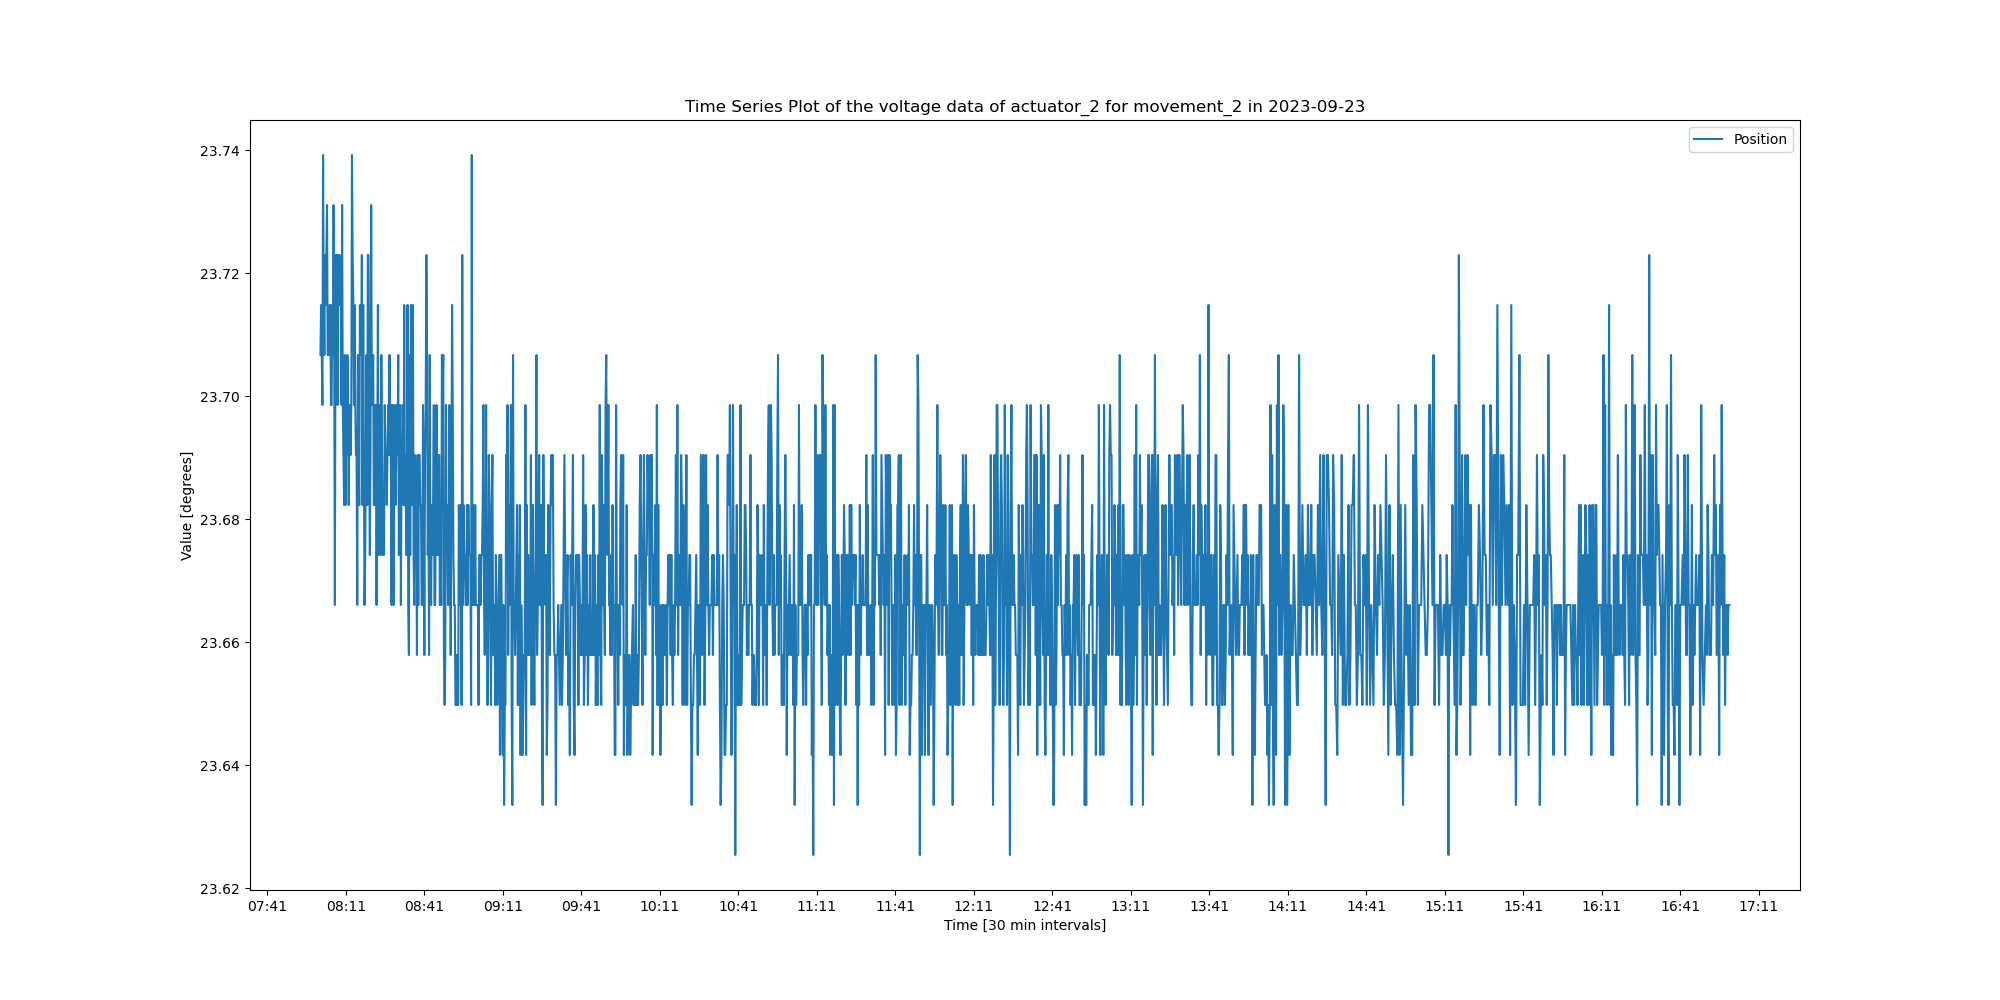 Time Series Plot of the voltage data of actuator_2 for movement_2 in 2023-09-23
Position
23.74
23.72
23.70
23.68
23.66
23.64
23.62
Value [degrees]
07:41 08:11 08:41 09:11 09:41 10:11 10:41 11:11 11:41 12:11 12:41 13:11 13:41 14:11 14:41 15:11 15:41 16:11 16:41 17:11
Time [30 min intervals]